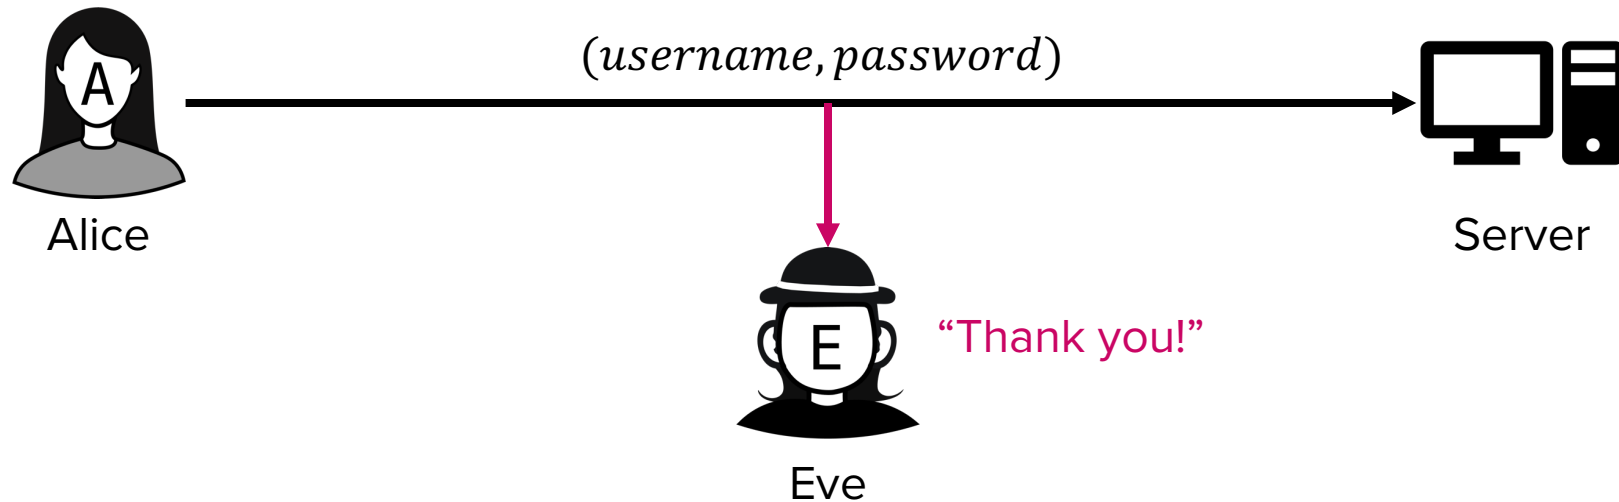 (username, password)
A
Alice
Server
E
“Thank you!”
Eve